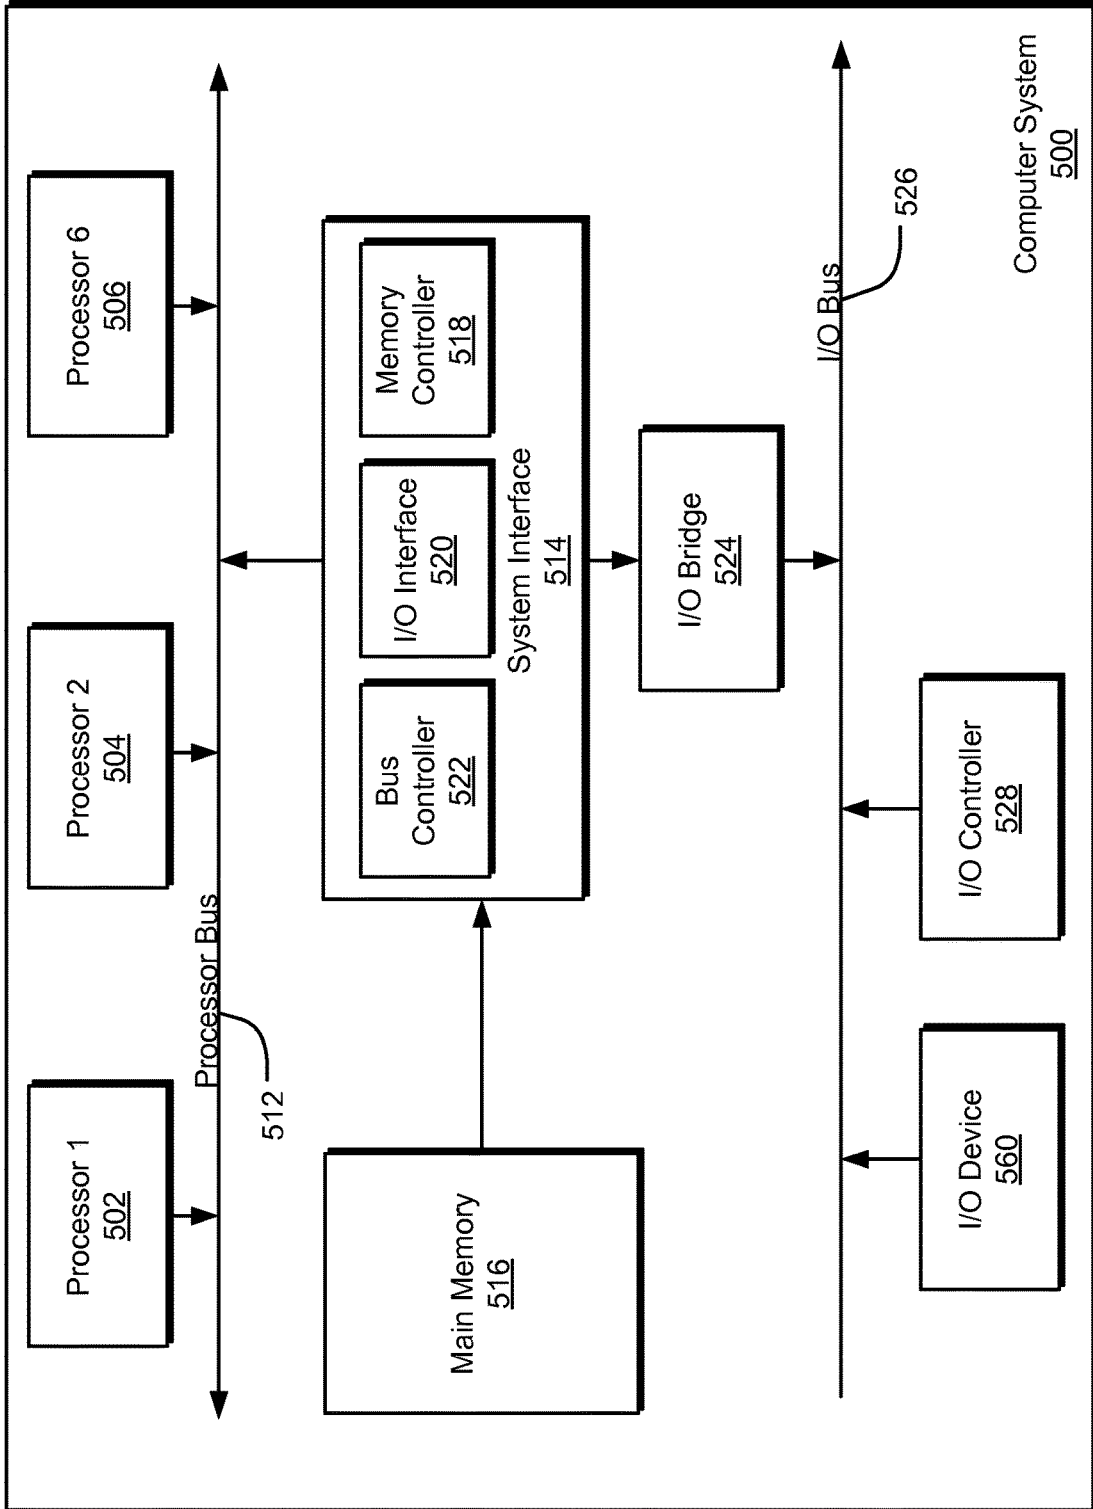 Processor 1
502
Processor 2
504
Processor 6
506
Processor Bus
512
Main Memory
516
Bus
Controller
522
I/O Interface
520
Memory
Controller
518
System Interface
514
I/O Bridge
524
I/O Bus
526
I/O Device
560
I/O Controller
528
Computer System
500